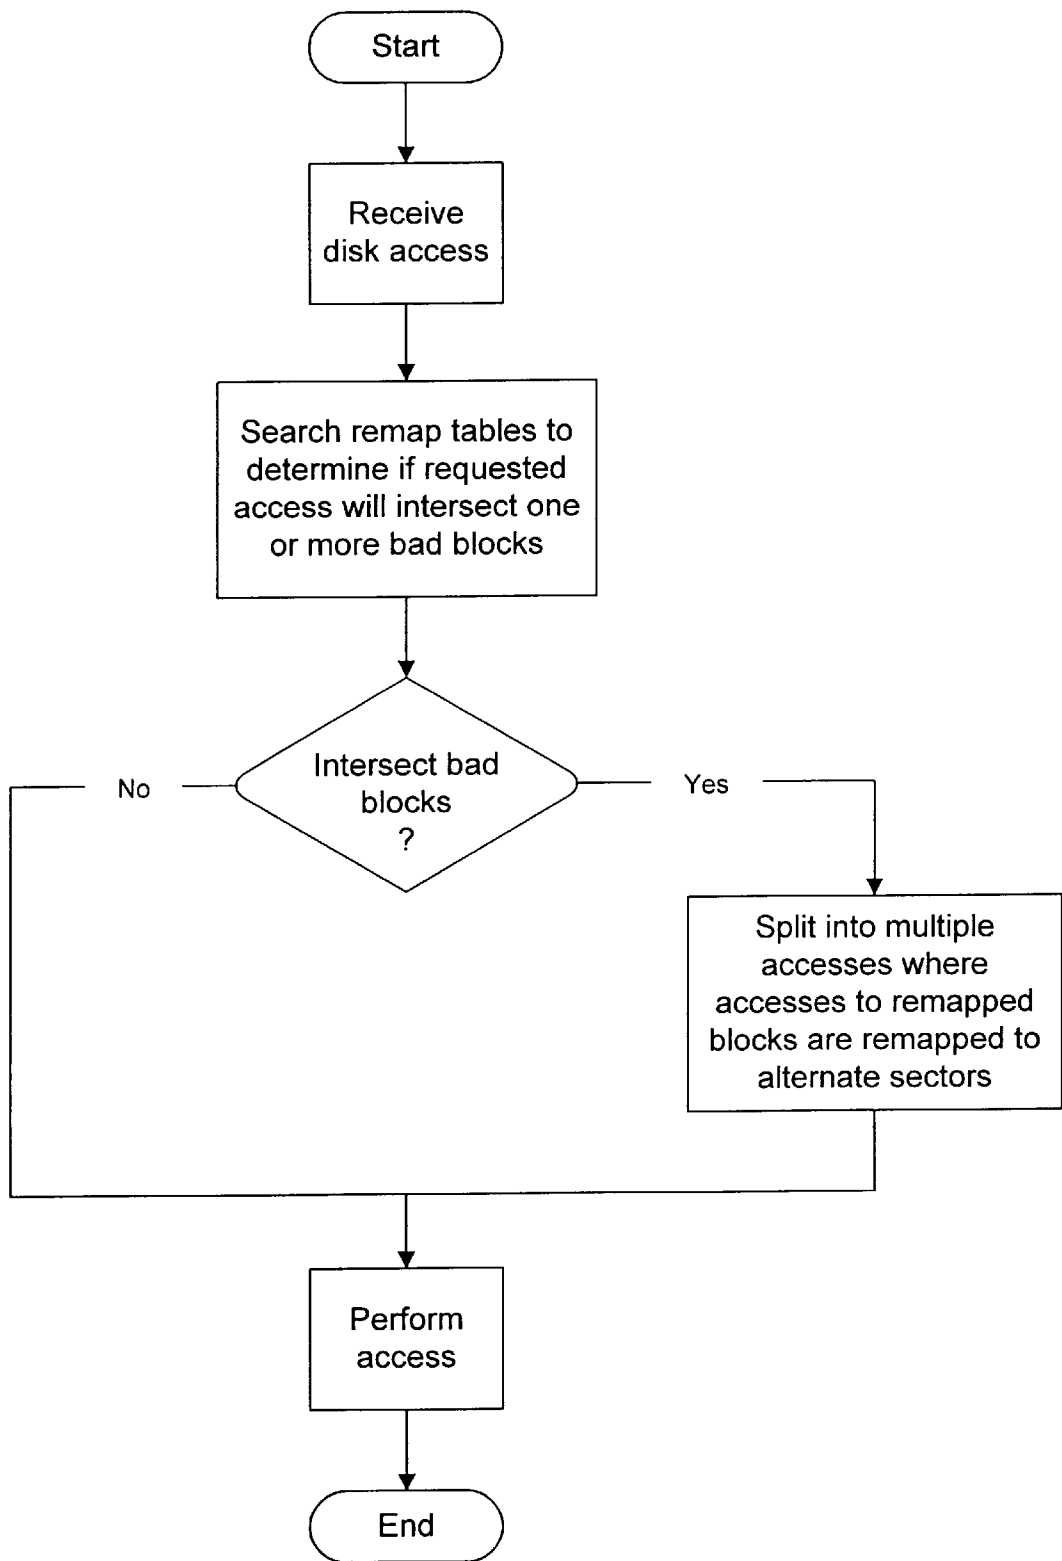 Start
Receive
disk access
Search remap tables to
determine if requested
access will intersect one
or more bad blocks
Intersect bad
blocks
?
No
Yes
Split into multiple
accesses where
accesses to remapped
blocks are remapped to
alternate sectors
Perform
access
End